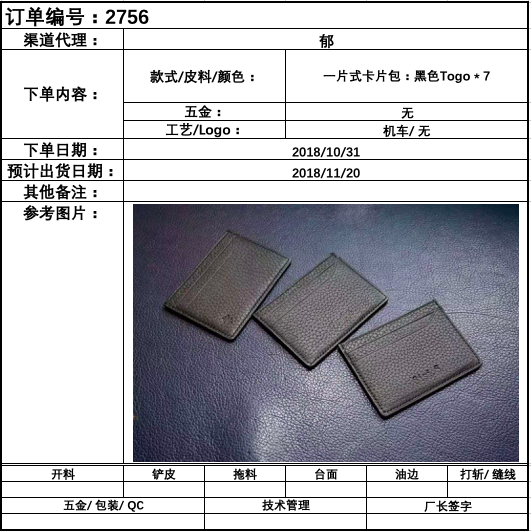 订单编号：2756
渠道代理：
郁
下单内容：
款式/皮料/颜色：
一片式卡片包：黑色Togo * 7
五金：
无
工艺/Logo：
机车/ 无
下单日期：
2018/10/31
预计出货日期：
2018/11/20
其他备注：
参考图片：
开料 铲皮 拖料 台面 油边 打斩/ 缝线
五金/ 包装/ QC 技术管理 厂长签字